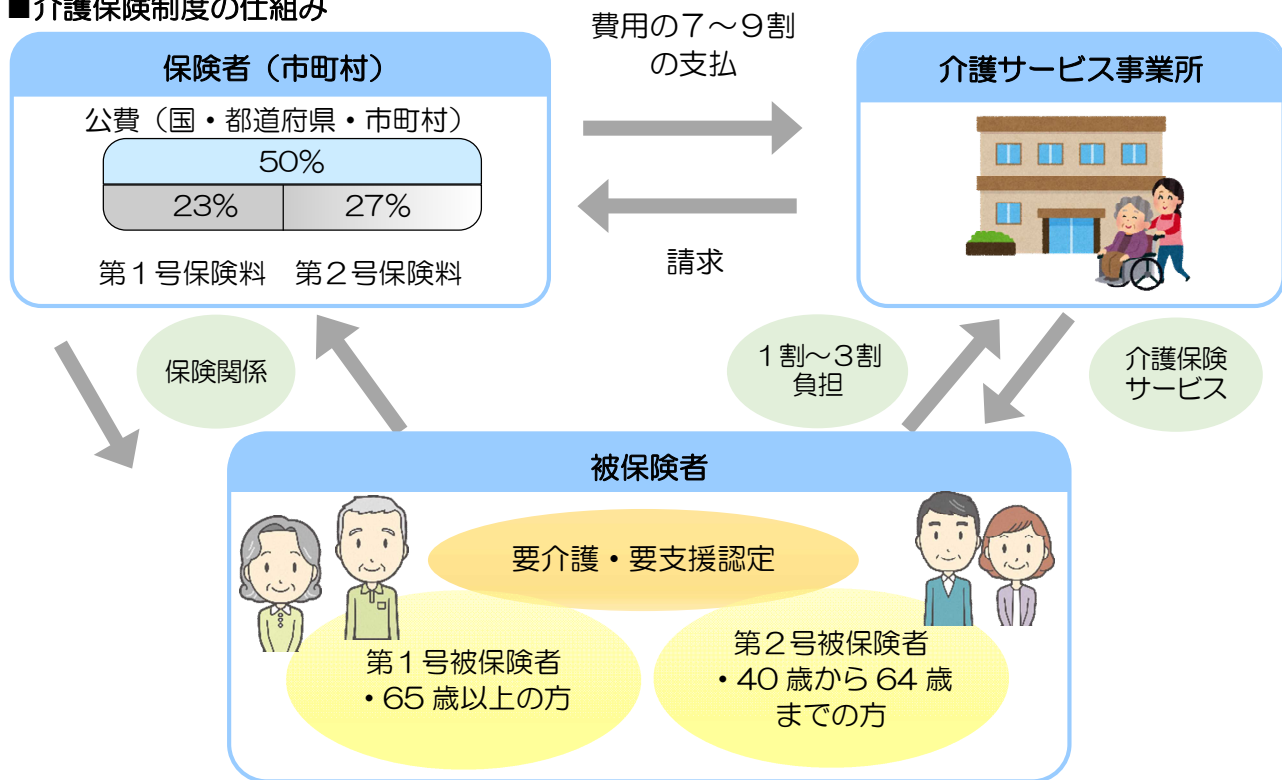 ■介護保険制度の仕組み
費用の７～９割
の支払
保険者（市町村）
公費（国・都道府県・市町村）
50%
23%
27%
第１号保険料
第２号保険料
介護サービス事業所
請求
保険関係
１割～３割
負担
介護保険
サービス
被保険者
要介護・要支援認定
第１号被保険者
・65 歳以上の方
第２号被保険者
・40 歳から 64 歳
までの方